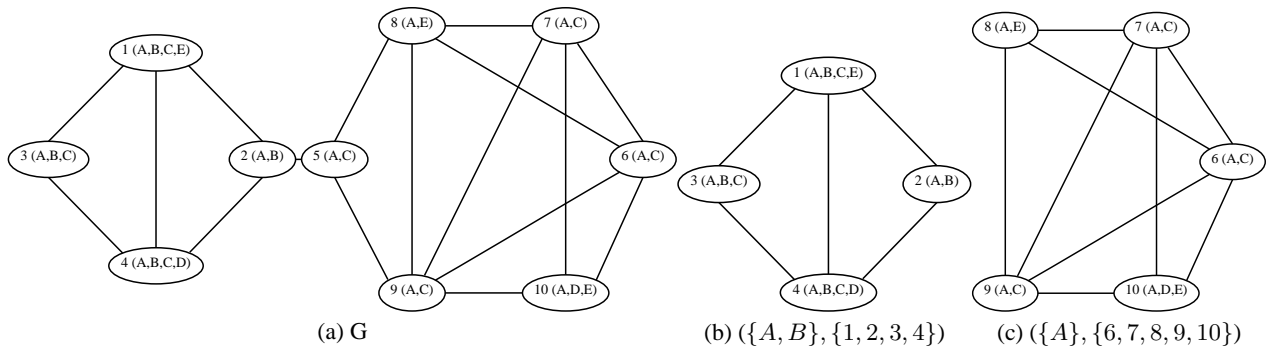 8 (A,E)
7 (A,C)
1 (A,B,C,E)
3 (A,B,C)
2 (A,B)
5 (A,C)
6 (A,C)
4 (A,B,C,D)
9 (A,C)
10 (A,D,E)
(a) G
1 (A,B,C,E)
3 (A,B,C)
2 (A,B)
4 (A,B,C,D)
(b) ({A, B}, {1, 2, 3, 4})
8 (A,E)
7 (A,C)
6 (A,C)
9 (A,C)
10 (A,D,E)
(c) ({A}, {6, 7, 8, 9, 10})